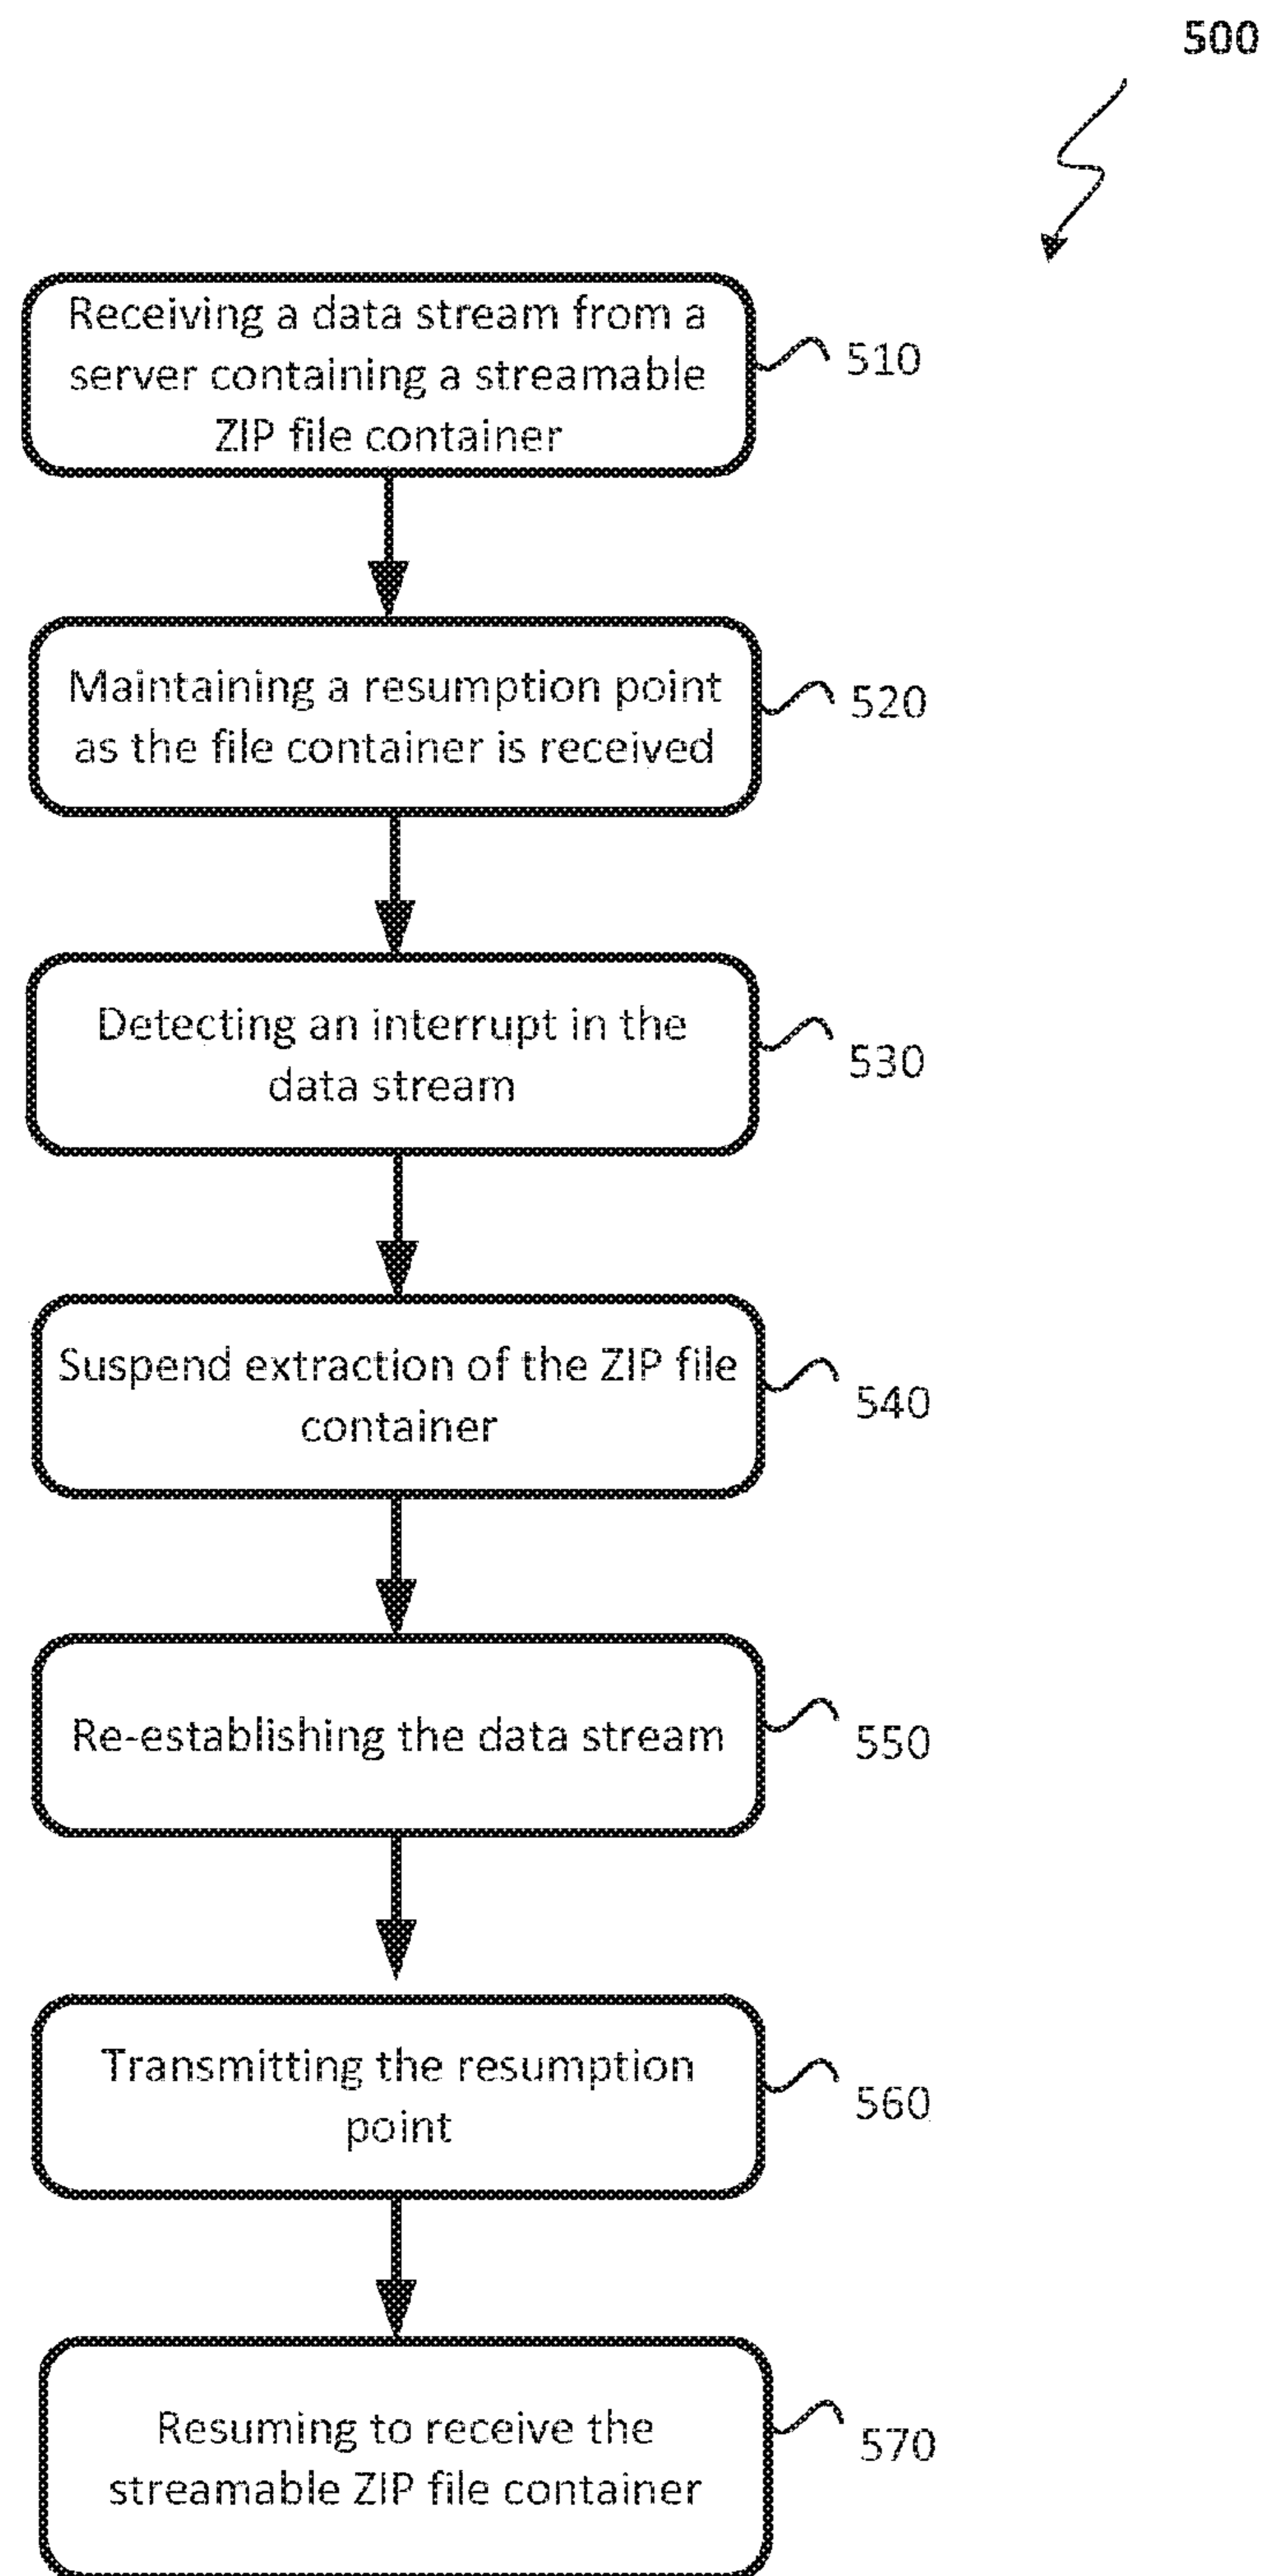 500
Receiving a data stream from a
server containing a streamable
ZIP file container
510
Maintaining a resumption point
as the file container is received
520
Detecting an interrupt in the
data stream
530
Suspend extraction of the ZIP file
container
540
Re-establishing the data stream
550
Transmitting the resumption
point
560
Resuming to receive the
streamable ZIP file container
570